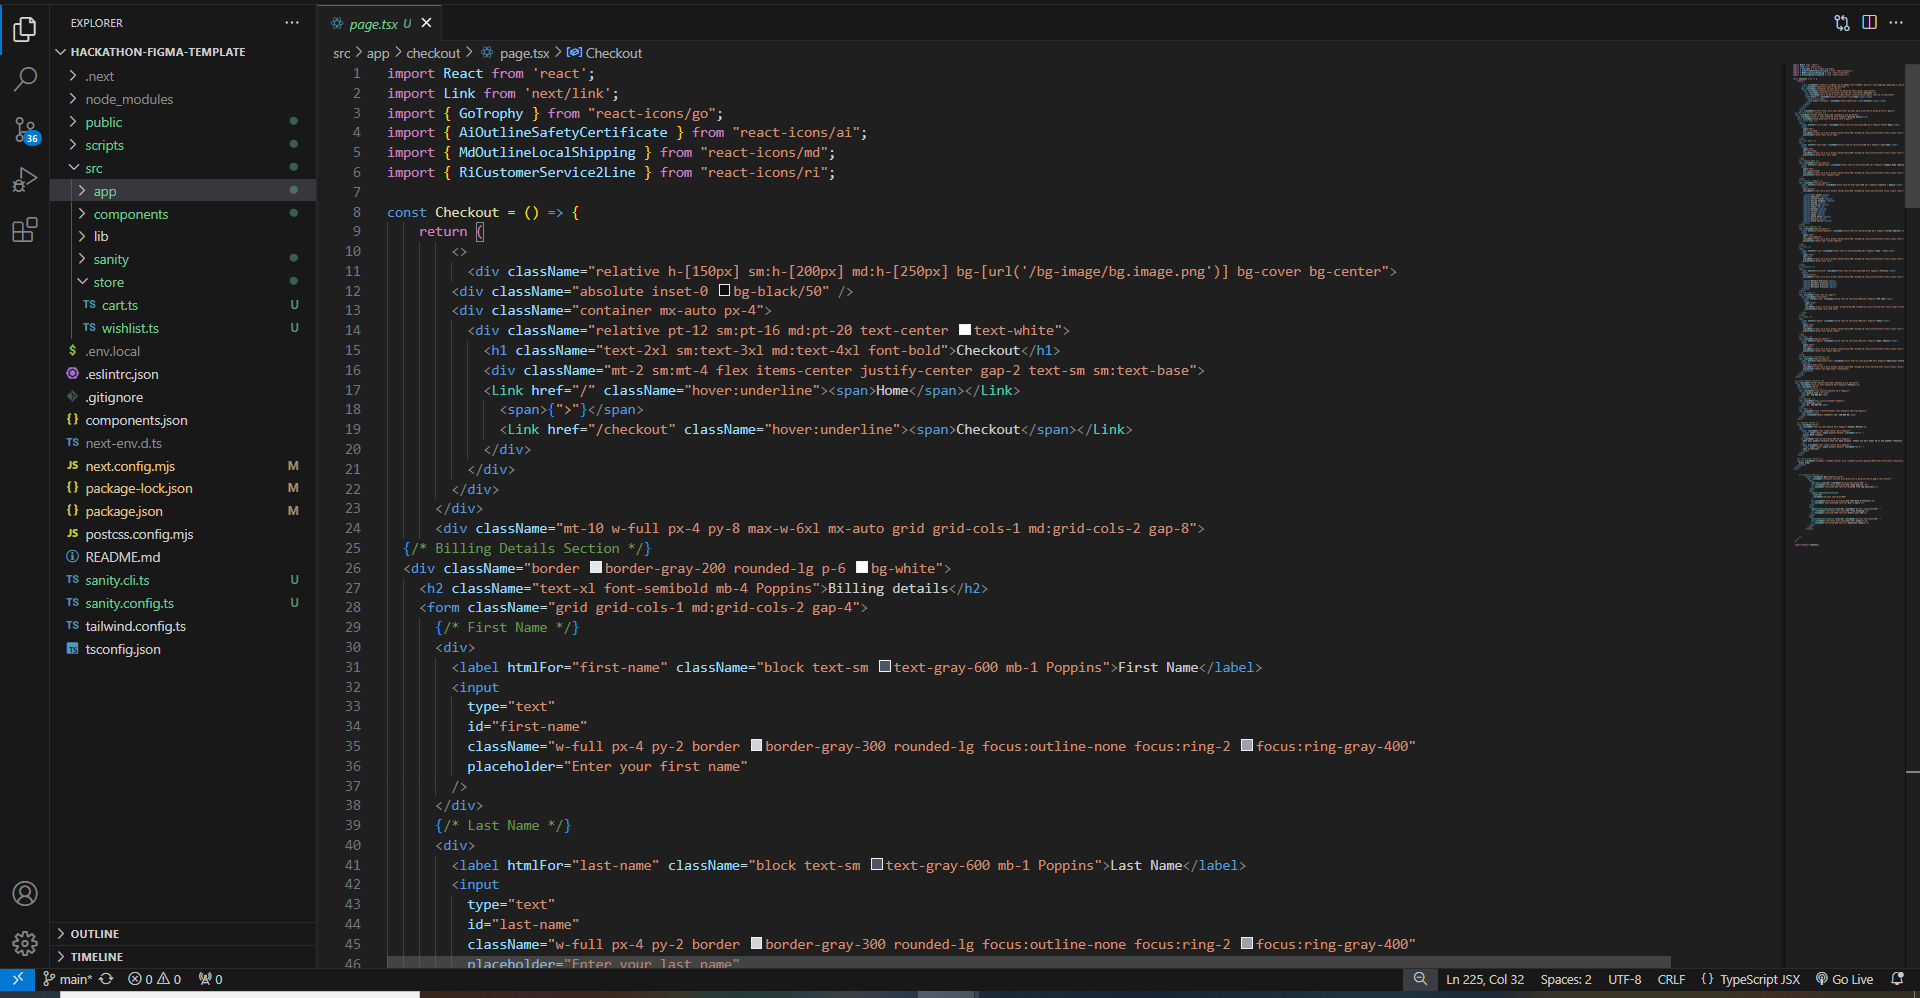 EXPLORER
HACKATHON-FIGMA-TEMPLATE
.next
node_modules
public
scripts
src
app
components
lib
sanity
store
TS cart.ts U
TS wishlist.ts U
$ .env.local
.eslintrc.json
.gitignore
{} components.json
TS next-env.d.ts
JS next.config.mjs M
{} package-lock.json M
{} package.json M
JS postcss.config.mjs
README.md
TS sanity.cli.ts U
TS sanity.config.ts U
TS tailwind.config.ts
TS tsconfig.json
OUTLINE
TIMELINE
36
page.tsx U
src > app > checkout > page.tsx > Checkout
1 import React from 'react';
2 import Link from 'next/link';
3 import { GoTrophy } from "react-icons/go";
4 import { AiOutlineSafetyCertificate } from "react-icons/ai";
5 import { MdOutlineLocalShipping } from "react-icons/md";
6 import { RiCustomerService2Line } from "react-icons/ri";
7
8 const Checkout = () => {
9 return (
10 <>
11 <div className="relative h-[150px] sm:h-[200px] md:h-[250px] bg-[url('/bg-image/bg.image.png')] bg-cover bg-center">
12 <div className="absolute inset-0 bg-black/50" />
13 <div className="container mx-auto px-4">
14 <div className="relative pt-12 sm:pt-16 md:pt-20 text-center text-white">
15 <h1 className="text-2xl sm:text-3xl md:text-4xl font-bold">Checkout</h1>
16 <div className="mt-2 sm:mt-4 flex items-center justify-center gap-2 text-sm sm:text-base">
17 <Link href="/" className="hover:underline"><span>Home</span></Link>
18 <span>{">"}</span>
19 <Link href="/checkout" className="hover:underline"><span>Checkout</span></Link>
20 </div>
21 </div>
22 </div>
23 </div>
24 <div className="mt-10 w-full px-4 py-8 max-w-6xl mx-auto grid grid-cols-1 md:grid-cols-2 gap-8">
25 {/* Billing Details Section */}
26 <div className="border border-gray-200 rounded-lg p-6 bg-white">
27 <h2 className="text-xl font-semibold mb-4 Poppins">Billing details</h2>
28 <form className="grid grid-cols-1 md:grid-cols-2 gap-4">
29 {/* First Name */}
30 <div>
31 <label htmlFor="first-name" className="block text-sm text-gray-600 mb-1 Poppins">First Name</label>
32 <input
33 type="text"
34 id="first-name"
35 className="w-full px-4 py-2 border border-gray-300 rounded-lg focus:outline-none focus:ring-2 focus:ring-gray-400"
36 placeholder="Enter your first name"
37 />
38 </div>
39 {/* Last Name */}
40 <div>
41 <label htmlFor="last-name" className="block text-sm text-gray-600 mb-1 Poppins">Last Name</label>
42 <input
43 type="text"
44 id="last-name"
45 className="w-full px-4 py-2 border border-gray-300 rounded-lg focus:outline-none focus:ring-2 focus:ring-gray-400"
46 placeholder="Enter your last name"
main* 0 0 0
Ln 225, Col 32 Spaces: 2 UTF-8 CRLF {} TypeScript JSX Go Live